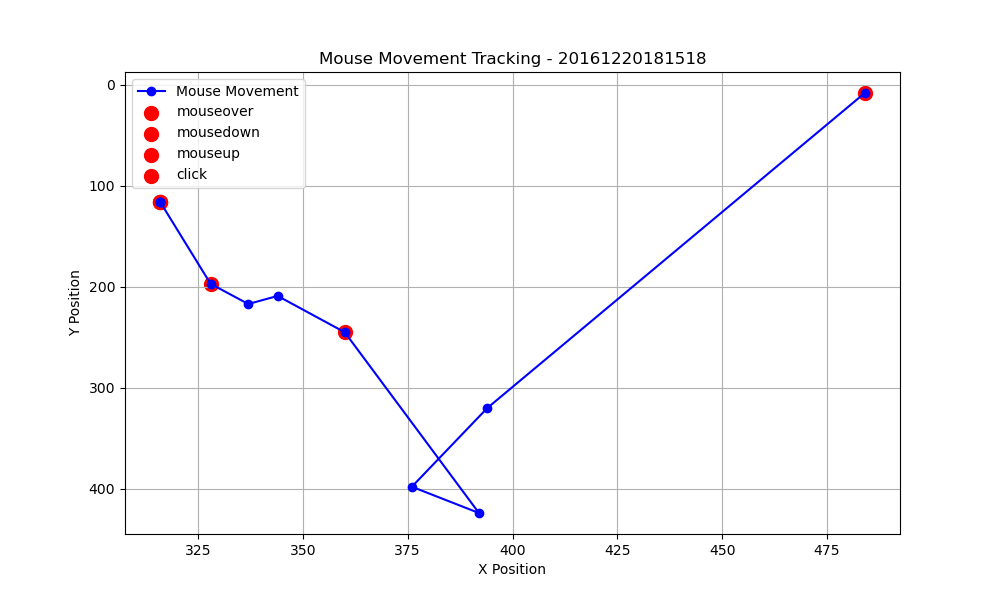 Mouse Movement Tracking - 20161220181518
Mouse Movement
mouseover
mousedown
mouseup
click
0
100
200
300
400
Y Position
325
350
375
400
425
450
475
X Position